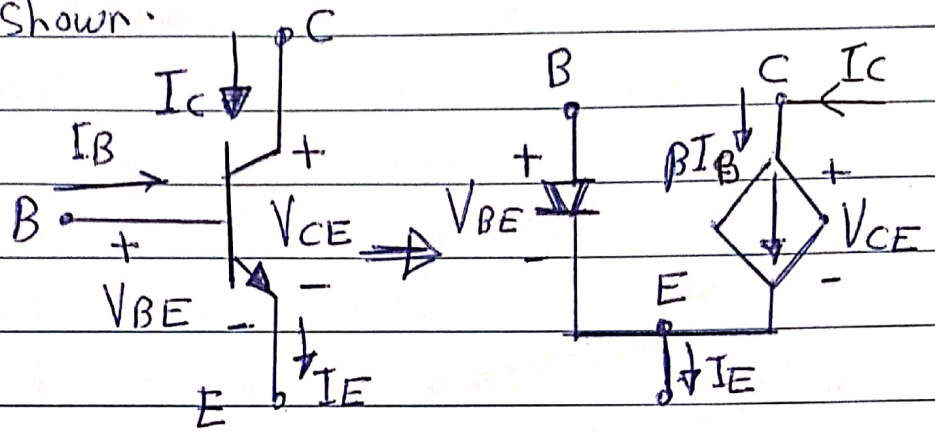 Shown.
C
IC
IB
+
B
+
VCE
VBE
-
-
E
IE
B
+
VBE
-
C
IC
βIB
+
VCE
-
E
IE